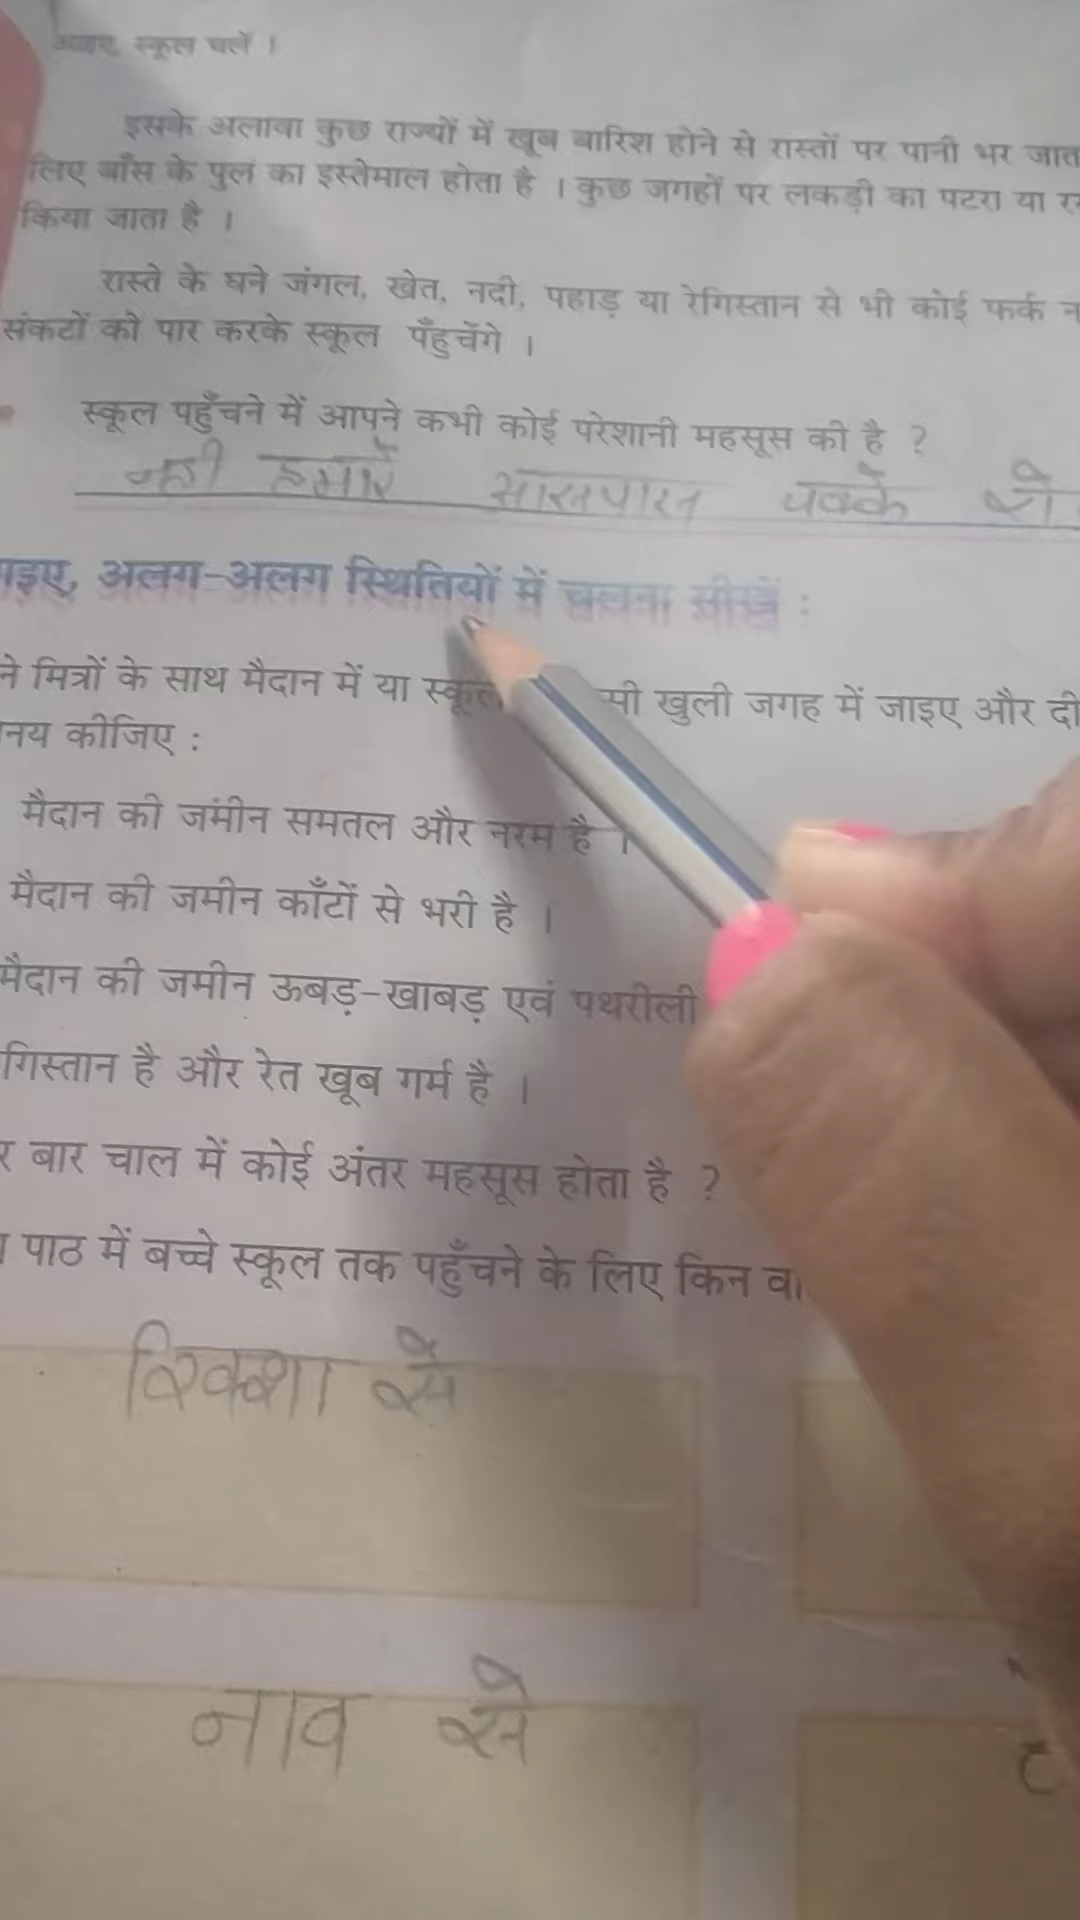 आइए, स्कूल चलें ।
इसके अलावा कुछ राज्यों में खूब बारिश होने से रास्तों पर पानी भर जात
लिए बाँस के पुल का इस्तेमाल होता है । कुछ जगहों पर लकड़ी का पटरा या
किया जाता है ।
रास्ते के घने जंगल, खेत, नदी, पहाड़ या रेगिस्तान से भी कोई फर्क न
संकटों को पार करके स्कूल पँहुचेंगे ।
स्कूल पहुँचने में आपने कभी कोई परेशानी महसूस की है ?
नही हमारे आसपास पक्के
इए, अलग-अलग स्थितियों में चलना सीखें :
ने मित्रों के साथ मैदान में या स्कूल सी खुली जगह में जाइए और दी
नय कीजिए :
मैदान की जमीन समतल और नरम है ।
मैदान की जमीन काँटों से भरी है ।
मैदान की जमीन ऊबड़-खाबड़ एवं पथरीली
गिस्तान है और रेत खूब गर्म है ।
र बार चाल में कोई अंतर महसूस होता है ?
पाठ में बच्चे स्कूल तक पहुँचने के लिए किन वा
रिक्शा से
नाव से